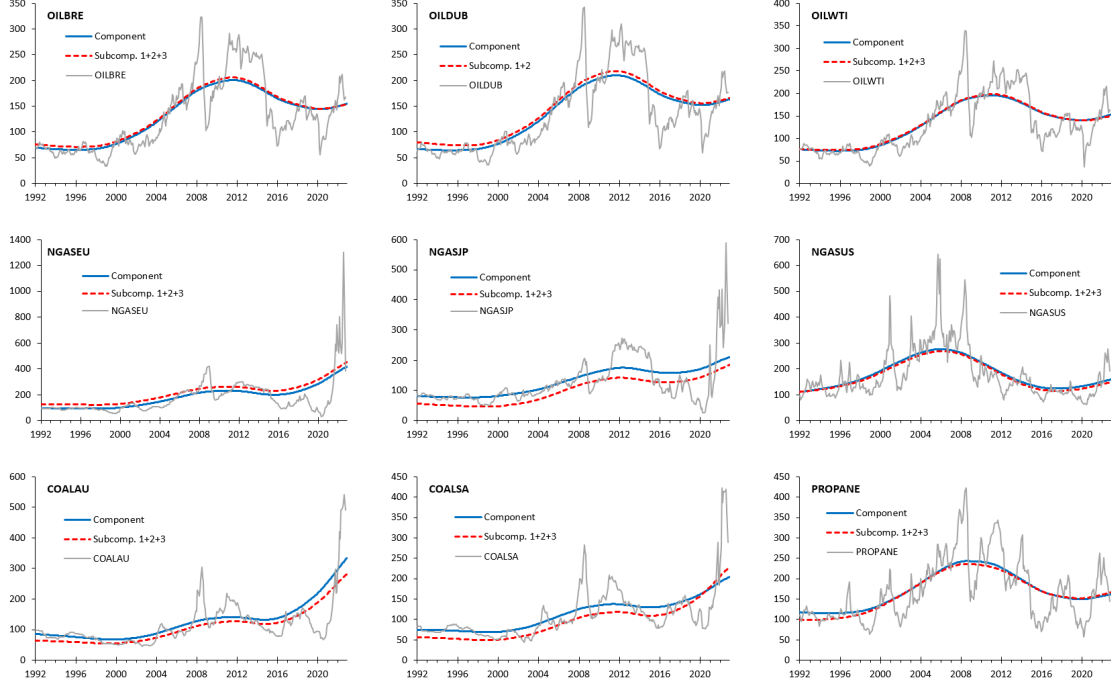 OILBRE
Component
Subcomp. 1+2+3
OILBRE
350
300
250
200
150
100
50
0
1992 1996 2000 2004 2008 2012 2016 2020
OILDUB
Component
Subcomp. 1+2
OILDUB
350
300
250
200
150
100
50
0
1992 1996 2000 2004 2008 2012 2016 2020
OILWTI
Component
Subcomp. 1+2+3
OILWTI
400
350
300
250
200
150
100
50
0
1992 1996 2000 2004 2008 2012 2016 2020
NGASEU
Component
Subcomp. 1+2+3
NGASEU
1400
1200
1000
800
600
400
200
0
1992 1996 2000 2004 2008 2012 2016 2020
NGASJP
Component
Subcomp. 1+2+3
NGASJP
600
500
400
300
200
100
0
1992 1996 2000 2004 2008 2012 2016 2020
NGASUS
Component
Subcomp. 1+2+3
NGASUS
700
600
500
400
300
200
100
0
1992 1996 2000 2004 2008 2012 2016 2020
COALAU
Component
Subcomp. 1+2+3
COALAU
600
500
400
300
200
100
0
1992 1996 2000 2004 2008 2012 2016 2020
COALSA
Component
Subcomp. 1+2+3
COALSA
450
400
350
300
250
200
150
100
50
0
1992 1996 2000 2004 2008 2012 2016 2020
PROPANE
Component
Subcomp. 1+2+3
PROPANE
450
400
350
300
250
200
150
100
50
0
1992 1996 2000 2004 2008 2012 2016 2020